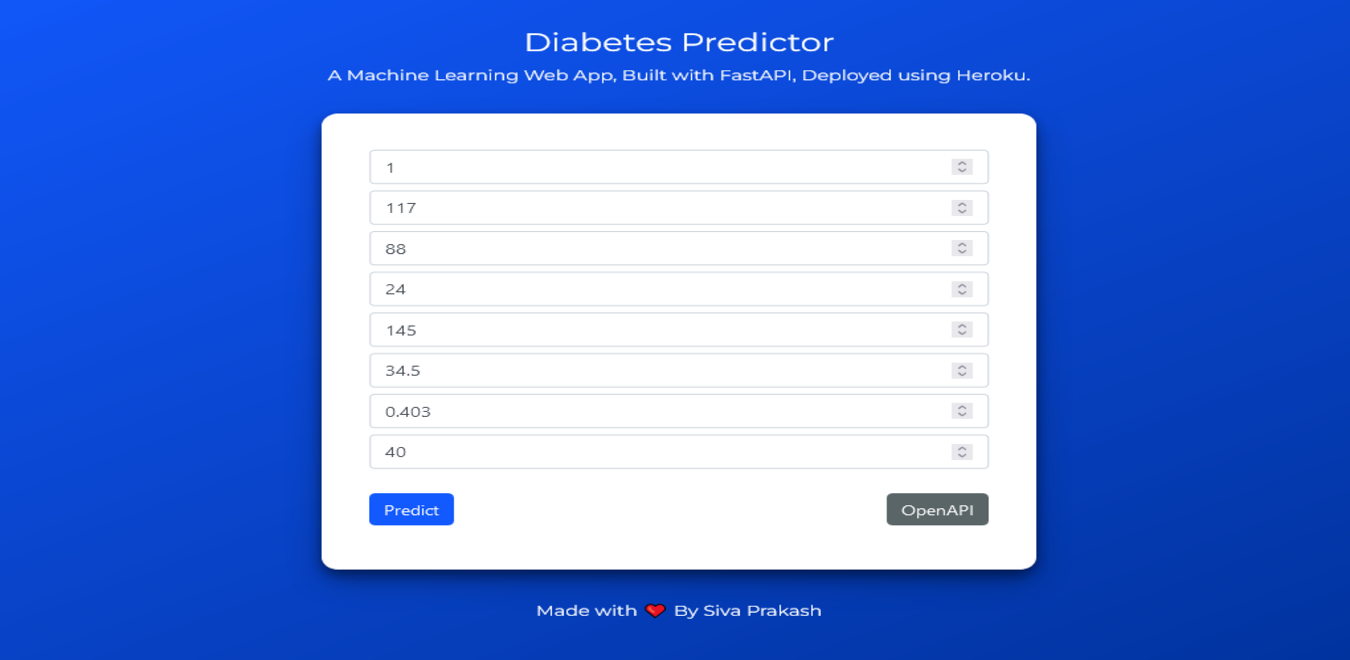 Diabetes Predictor
A Machine Learning Web App, Built with FastAPI, Deployed using Heroku.
1
117
88
24
145
34.5
0.403
40
Predict
OpenAPI
Made with ❤️ By Siva Prakash